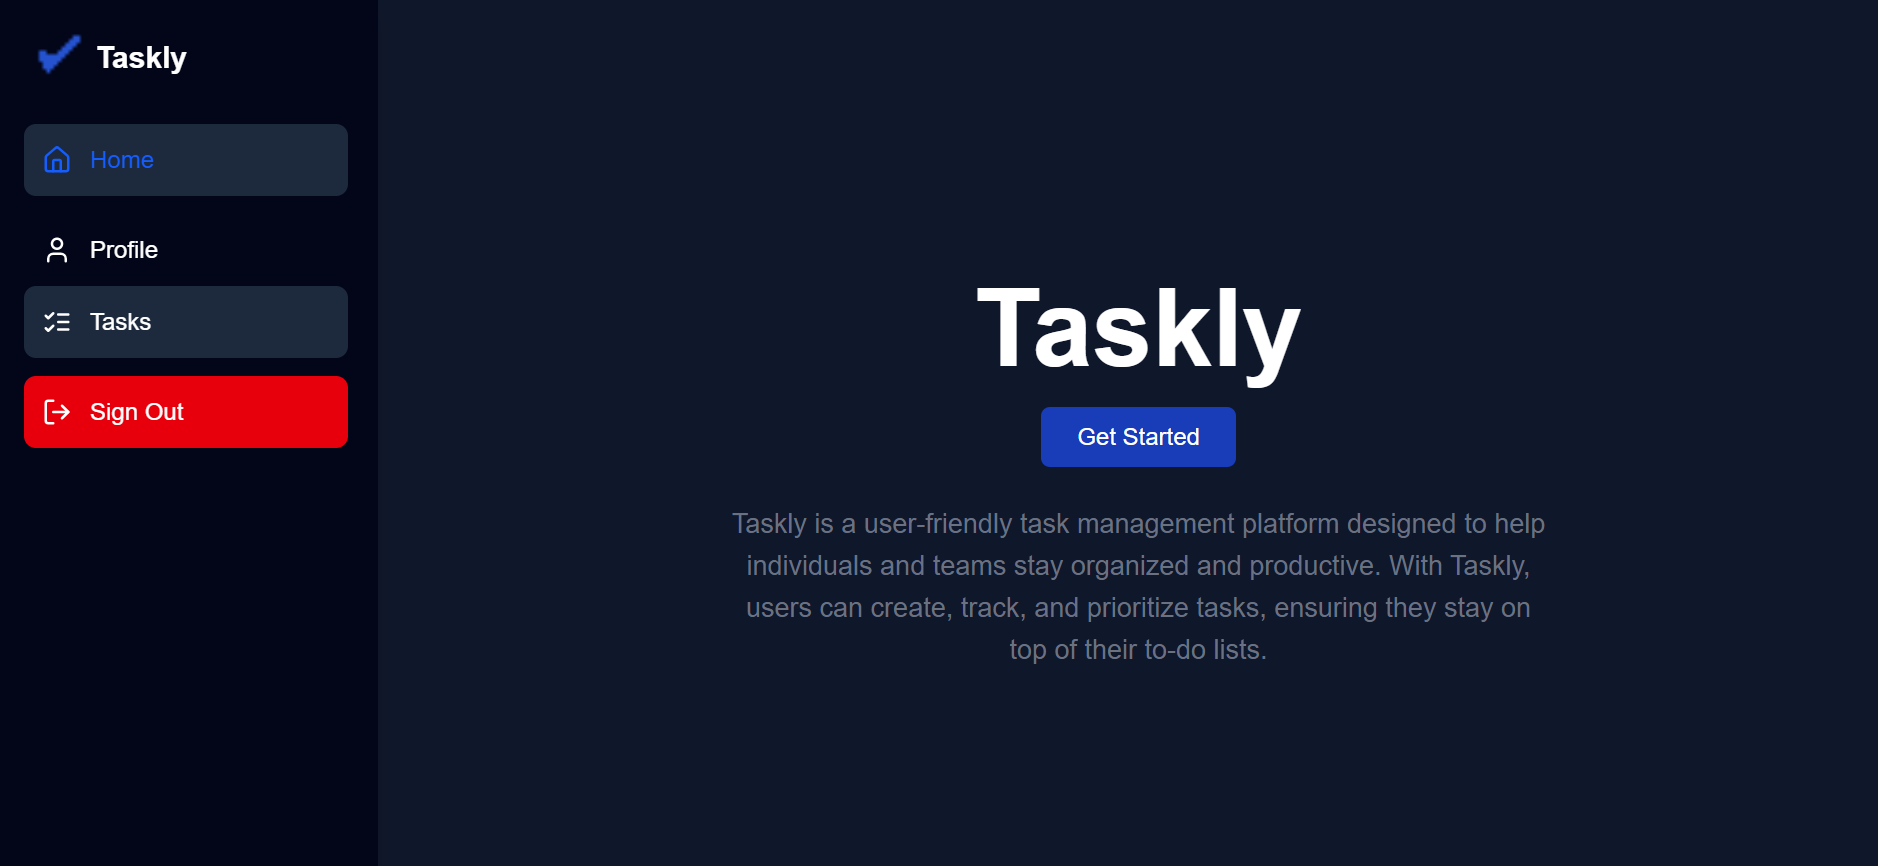 Taskly
Home
Profile
Tasks
Sign Out
Taskly
Get Started
Taskly is a user-friendly task management platform designed to help
individuals and teams stay organized and productive. With Taskly,
users can create, track, and prioritize tasks, ensuring they stay on
top of their to-do lists.